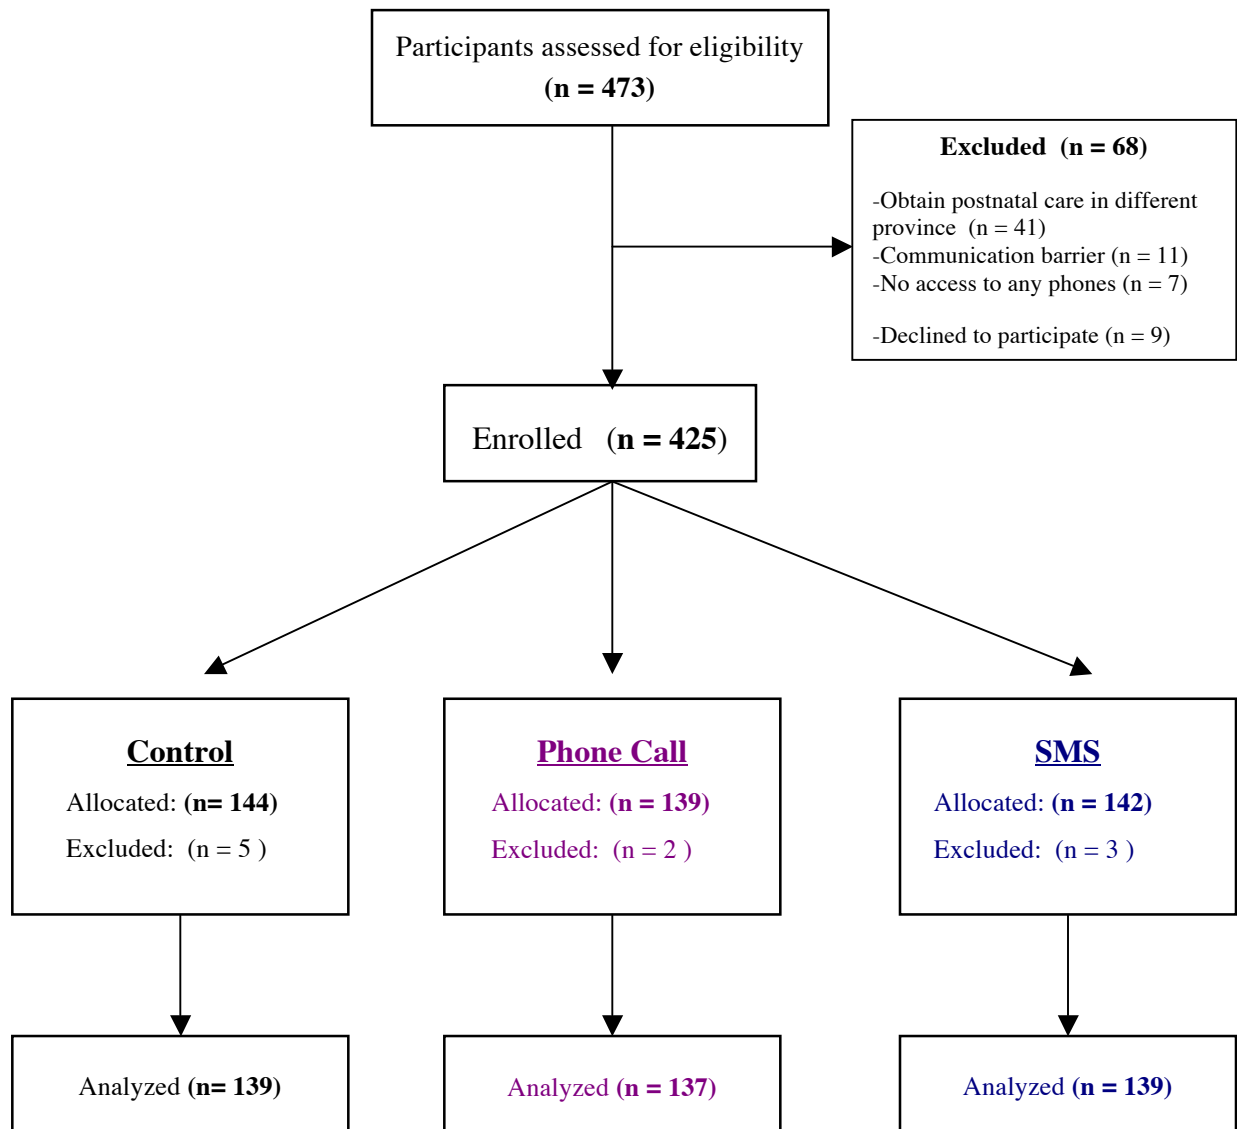 Participants assessed for eligibility
(n = 473)
Excluded (n = 68)
-Obtain postnatal care in different
province (n = 41)
-Communication barrier (n = 11)
-No access to any phones (n = 7)
-Declined to participate (n = 9)
Enrolled (n = 425)
Control
Allocated: (n= 144)
Excluded: (n = 5 )
Phone Call
Allocated: (n = 139)
Excluded: (n = 2 )
SMS
Allocated: (n = 142)
Excluded: (n = 3 )
Analyzed (n= 139)
Analyzed (n = 137)
Analyzed (n = 139)